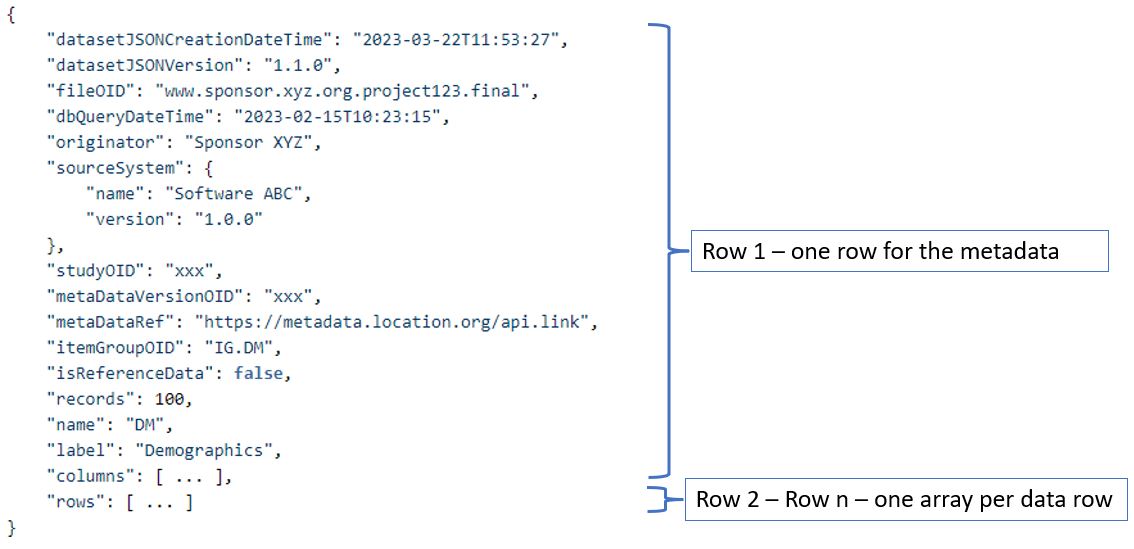 {
    "datasetJSONCreationDateTime": "2023-03-22T11:53:27",
    "datasetJSONVersion": "1.1.0",
    "fileOID": "www.sponsor.xyz.org.project123.final",
    "dbQueryDateTime": "2023-02-15T10:23:15",
    "originator": "Sponsor XYZ",
    "sourceSystem": {
        "name": "Software ABC",
        "version": "1.0.0"
    },
    "studyOID": "xxx",
    "metaDataVersionOID": "xxx",
    "metaDataRef": "https://metadata.location.org/api.link",
    "itemGroupOID": "IG.DM",
    "isReferenceData": false,
    "records": 100,
    "name": "DM",
    "label": "Demographics",
    "columns": [ ... ],
    "rows": [ ... ]
}
Row 1 – one row for the metadata
Row 2 – Row n – one array per data row